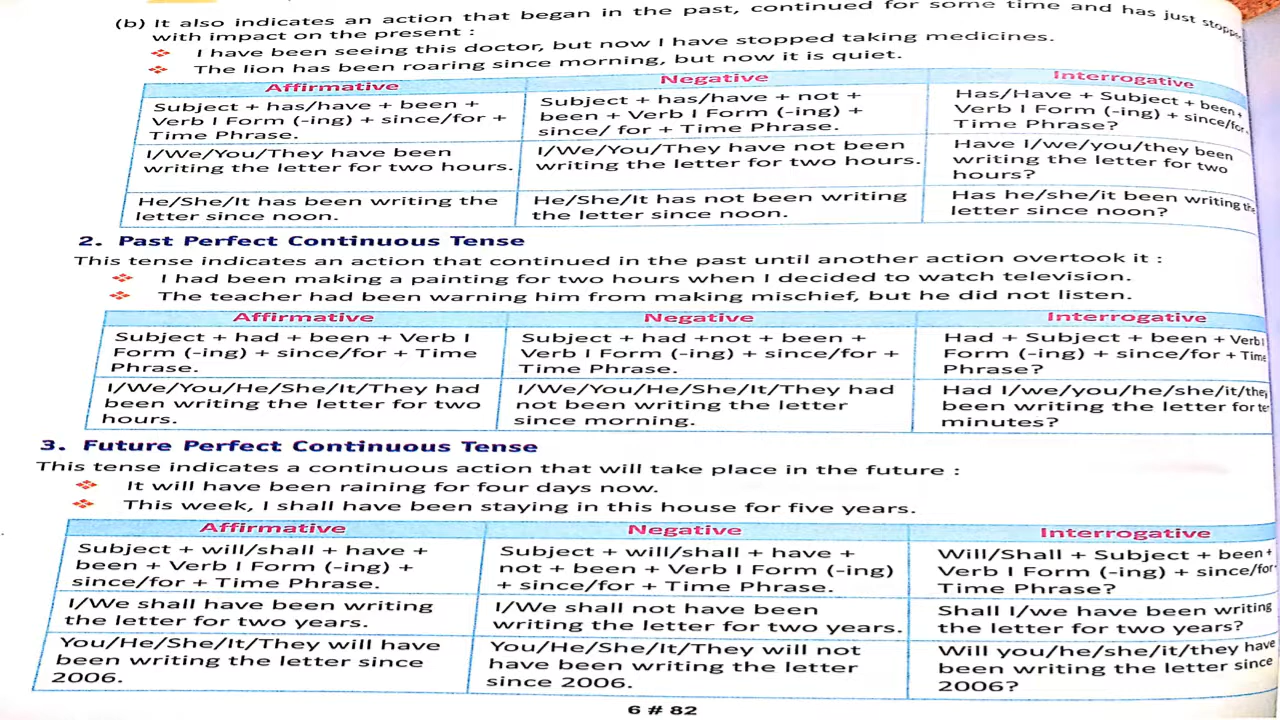 (b) It also indicates an action that began in the past, continued for some time and has just stopped
with impact on the present :
❖ I have been seeing this doctor, but now I have stopped taking medicines.
❖ The lion has been roaring since morning, but now it is quiet.
Affirmative Negative Interrogative
Subject + has/have + been +
Verb I Form (-ing) + since/for +
Time Phrase.
Subject + has/have + not +
been + Verb I Form (-ing) +
since/ for + Time Phrase.
Has/Have + Subject + been +
Verb I Form (-ing) + since/for
Time Phrase?
I/We/You/They have been
writing the letter for two hours.
I/We/You/They have not been
writing the letter for two hours.
Have I/we/you/they been
writing the letter for two
hours?
He/She/It has been writing the
letter since noon.
He/She/It has not been writing
the letter since noon.
Has he/she/it been writing the
letter since noon?
2. Past Perfect Continuous Tense
This tense indicates an action that continued in the past until another action overtook it :
❖ I had been making a painting for two hours when I decided to watch television.
❖ The teacher had been warning him from making mischief, but he did not listen.
Affirmative Negative Interrogative
Subject + had + been + Verb I
Form (-ing) + since/for + Time
Phrase.
Subject + had +not + been +
Verb I Form (-ing) + since/for +
Time Phrase.
Had + Subject + been + Verb I
Form (-ing) + since/for + Time
Phrase?
I/We/You/He/She/It/They had
been writing the letter for two
hours.
I/We/You/He/She/It/They had
not been writing the letter
since morning.
Had I/we/you/he/she/it/they
been writing the letter for
minutes?
3. Future Perfect Continuous Tense
This tense indicates a continuous action that will take place in the future :
❖ It will have been raining for four days now.
❖ This week, I shall have been staying in this house for five years.
Affirmative Negative Interrogative
Subject + will/shall + have +
been + Verb I Form (-ing) +
since/for + Time Phrase.
Subject + will/shall + have +
not + been + Verb I Form (-ing)
+ since/for + Time Phrase.
Will/Shall + Subject + been +
Verb I Form (-ing) + since/for
Time Phrase?
I/We shall have been writing
the letter for two years.
I/We shall not have been
writing the letter for two years.
Shall I/we have been writing
the letter for two years?
You/He/She/It/They will have
been writing the letter since
2006.
You/He/She/It/They will not
have been writing the letter
since 2006.
Will you/he/she/it/they have
been writing the letter since
2006?
6 # 82